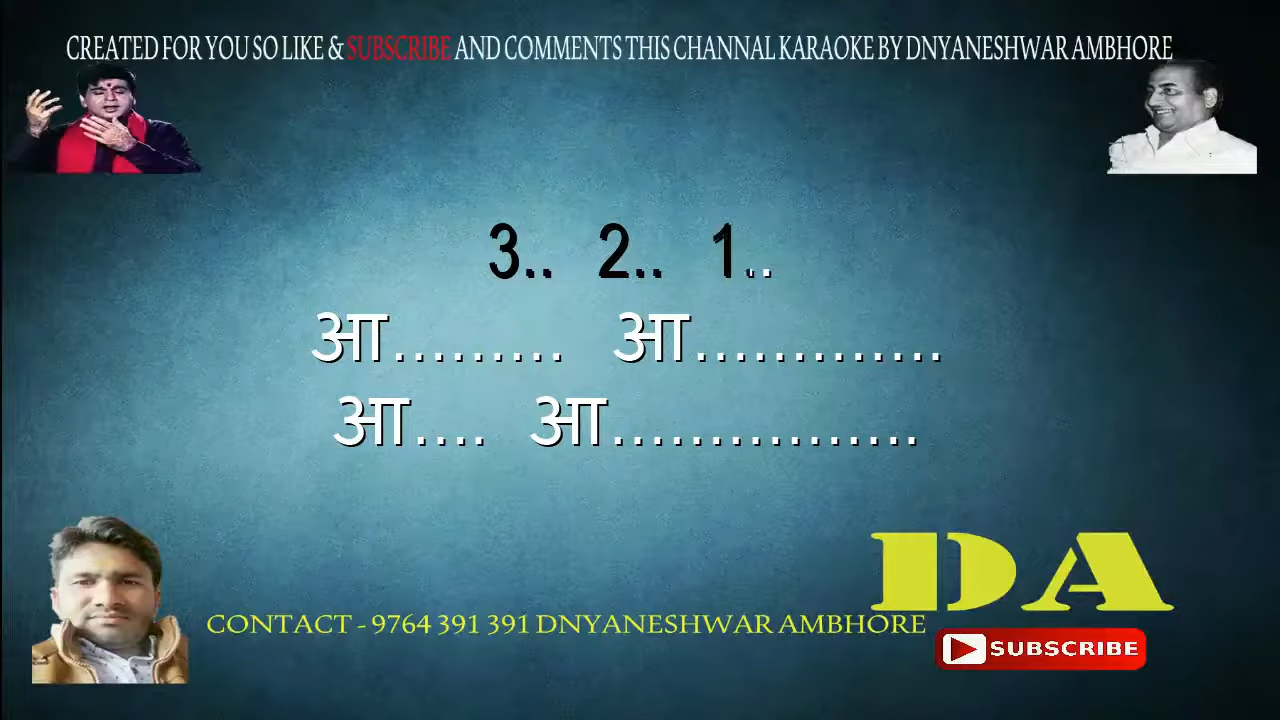 CREATED FOR YOU SO LIKE & SUBSCRIBE AND COMMENTS THIS CHANNAL KARAOKE BY DNYANESHWAR AMBHORE
3.. 2.. 1..
आ......... आ.............
आ.... आ................
DA
CONTACT - 9764 391 391 DNYANESHWAR AMBHORE
SUBSCRIBE